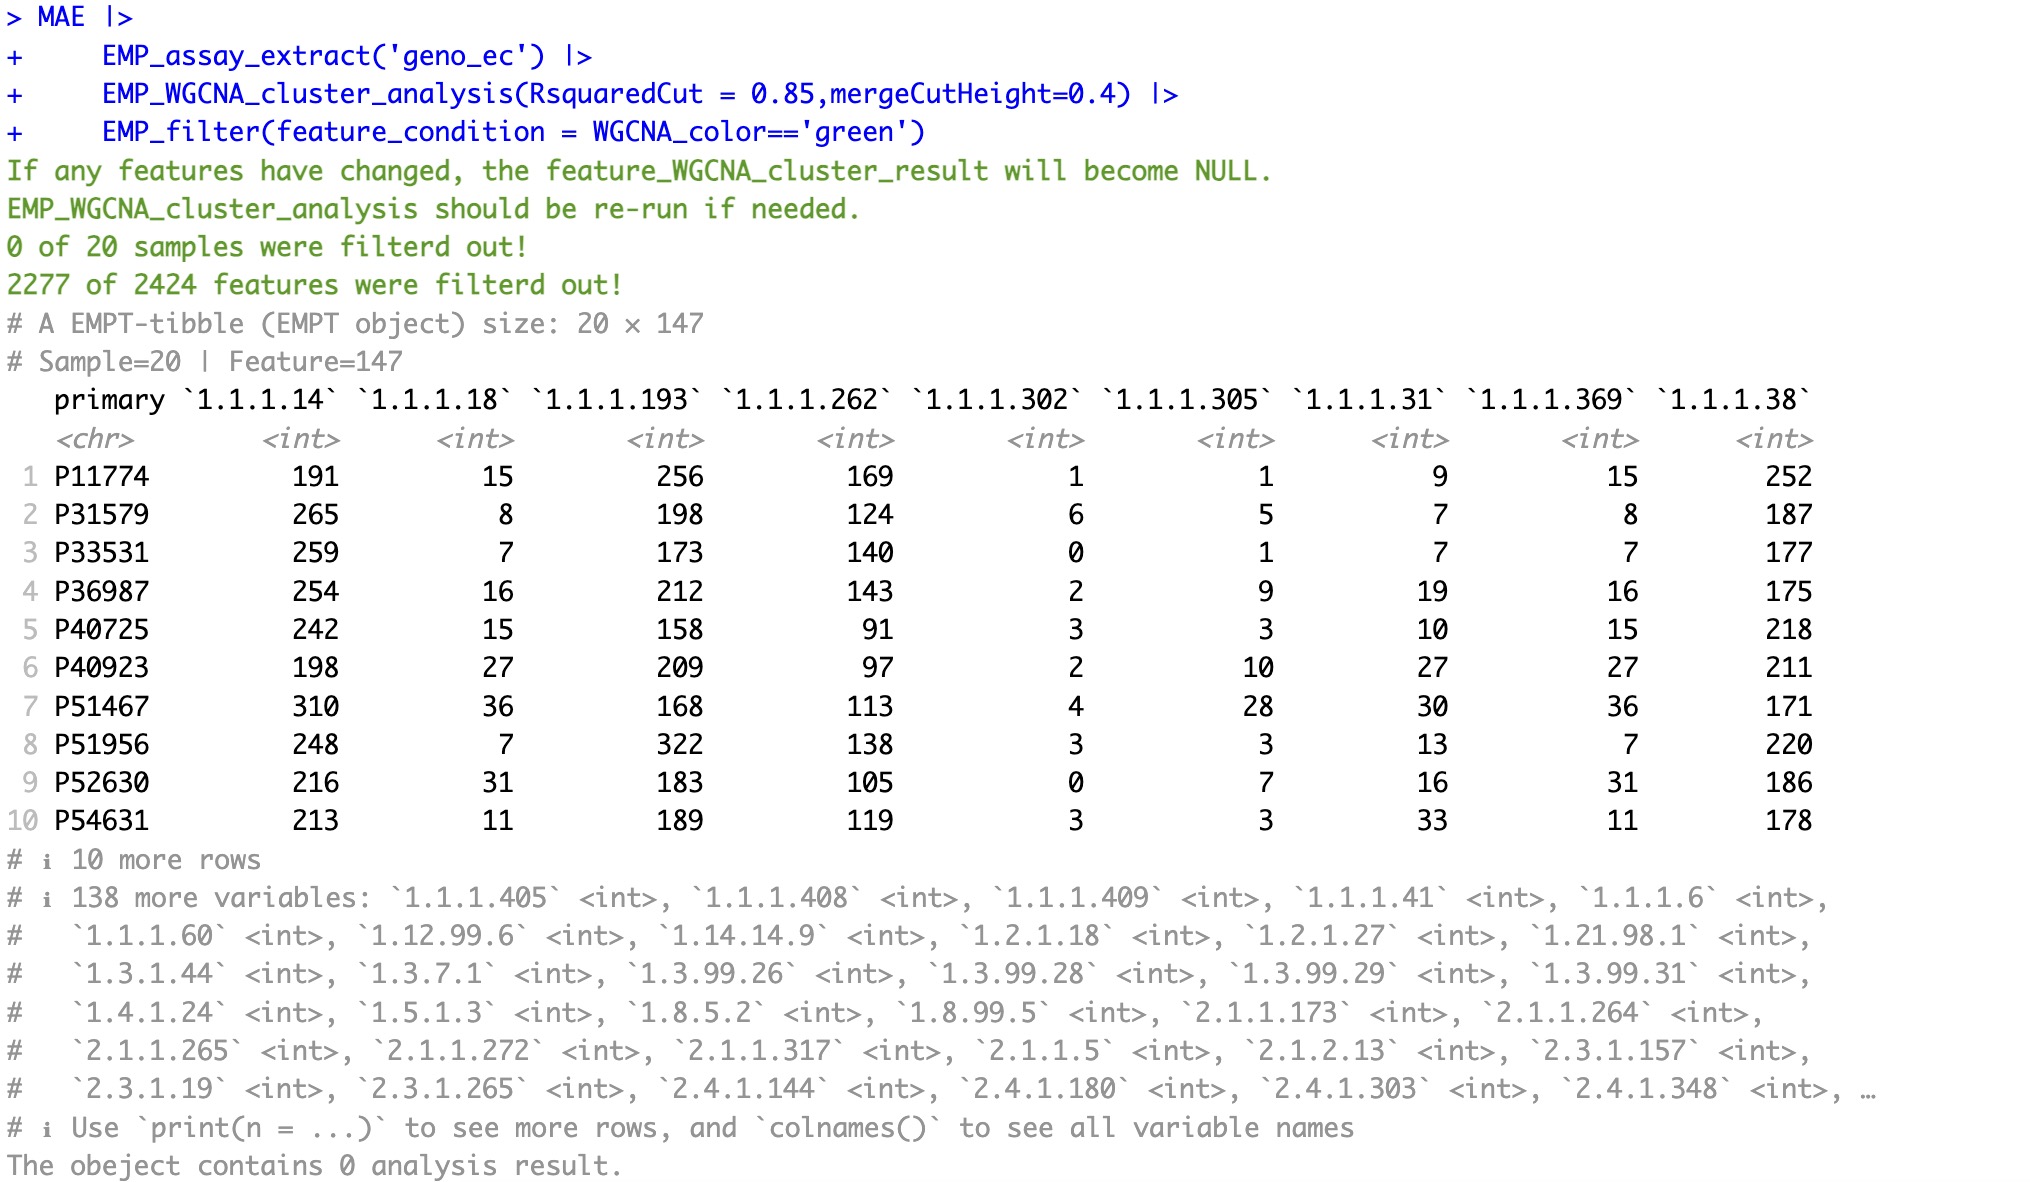 > MAE |>
+     EMP_assay_extract('geno_ec') |>
+     EMP_WGCNA_cluster_analysis(RsquaredCut = 0.85,mergeCutHeight=0.4) |>
+     EMP_filter(feature_condition = WGCNA_color=='green')
If any features have changed, the feature_WGCNA_cluster_result will become NULL.
EMP_WGCNA_cluster_analysis should be re-run if needed.
0 of 20 samples were filterd out!
2277 of 2424 features were filterd out!
# A EMPT-tibble (EMPT object) size: 20 × 147
# Sample=20 | Feature=147
   primary `1.1.1.14` `1.1.1.18` `1.1.1.193` `1.1.1.262` `1.1.1.302` `1.1.1.305` `1.1.1.31` `1.1.1.369` `1.1.1.38`
   <chr>        <int>      <int>       <int>       <int>       <int>       <int>      <int>       <int>      <int>
 1 P11774         191         15         256         169           1           1          9          15        252
 2 P31579         265          8         198         124           6           5          7           8        187
 3 P33531         259          7         173         140           0           1          7           7        177
 4 P36987         254         16         212         143           2           9         19          16        175
 5 P40725         242         15         158          91           3           3         10          15        218
 6 P40923         198         27         209          97           2          10         27          27        211
 7 P51467         310         36         168         113           4          28         30          36        171
 8 P51956         248          7         322         138           3           3         13           7        220
 9 P52630         216         31         183         105           0           7         16          31        186
10 P54631         213         11         189         119           3           3         33          11        178
# ℹ 10 more rows
# ℹ 138 more variables: `1.1.1.405` <int>, `1.1.1.408` <int>, `1.1.1.409` <int>, `1.1.1.41` <int>, `1.1.1.6` <int>,
#   `1.1.1.60` <int>, `1.12.99.6` <int>, `1.14.14.9` <int>, `1.2.1.18` <int>, `1.2.1.27` <int>, `1.21.98.1` <int>,
#   `1.3.1.44` <int>, `1.3.7.1` <int>, `1.3.99.26` <int>, `1.3.99.28` <int>, `1.3.99.29` <int>, `1.3.99.31` <int>,
#   `1.4.1.24` <int>, `1.5.1.3` <int>, `1.8.5.2` <int>, `1.8.99.5` <int>, `2.1.1.173` <int>, `2.1.1.264` <int>,
#   `2.1.1.265` <int>, `2.1.1.272` <int>, `2.1.1.317` <int>, `2.1.1.5` <int>, `2.1.2.13` <int>, `2.3.1.157` <int>,
#   `2.3.1.19` <int>, `2.3.1.265` <int>, `2.4.1.144` <int>, `2.4.1.180` <int>, `2.4.1.303` <int>, `2.4.1.348` <int>, …
# ℹ Use `print(n = ...)` to see more rows, and `colnames()` to see all variable names
The obeject contains 0 analysis result.